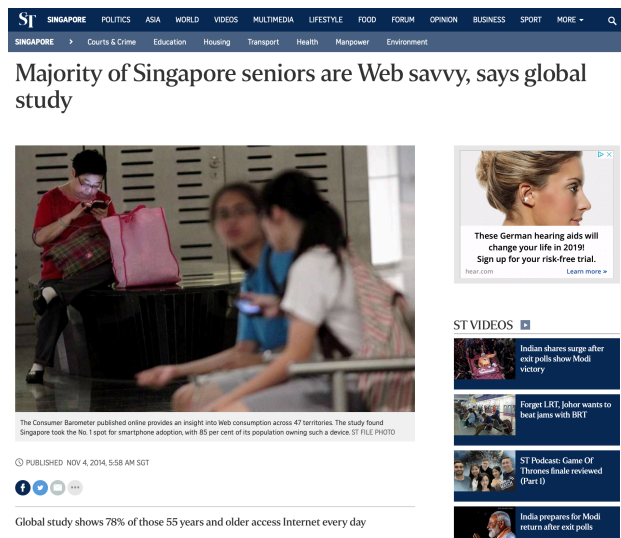 ST SINGAPORE POLITICS ASIA WORLD VIDEOS MULTIMEDIA LIFESTYLE FOOD FORUM OPINION BUSINESS SPORT MORE
SINGAPORE > Courts & Crime Education Housing Transport Health Manpower Environment
Majority of Singapore seniors are Web savvy, says global
study
The Consumer Barometer published online provides an insight into Web consumption across 47 territories. The study found
Singapore took the No. 1 spot for smartphone adoption, with 85 per cent of its population owning such a device. ST FILE PHOTO
PUBLISHED NOV 4, 2014, 5:58 AM SGT
Global study shows 78% of those 55 years and older access Internet every day
These German hearing aids will
change your life in 2019!
Sign up for your risk-free trial.
hear.com Learn more »
ST VIDEOS
Indian shares surge after
exit polls show Modi
victory
Forget LRT, Johor wants to
beat jams with BRT
ST Podcast: Game Of
Thrones finale reviewed
(Part 1)
India prepares for Modi
return after exit polls